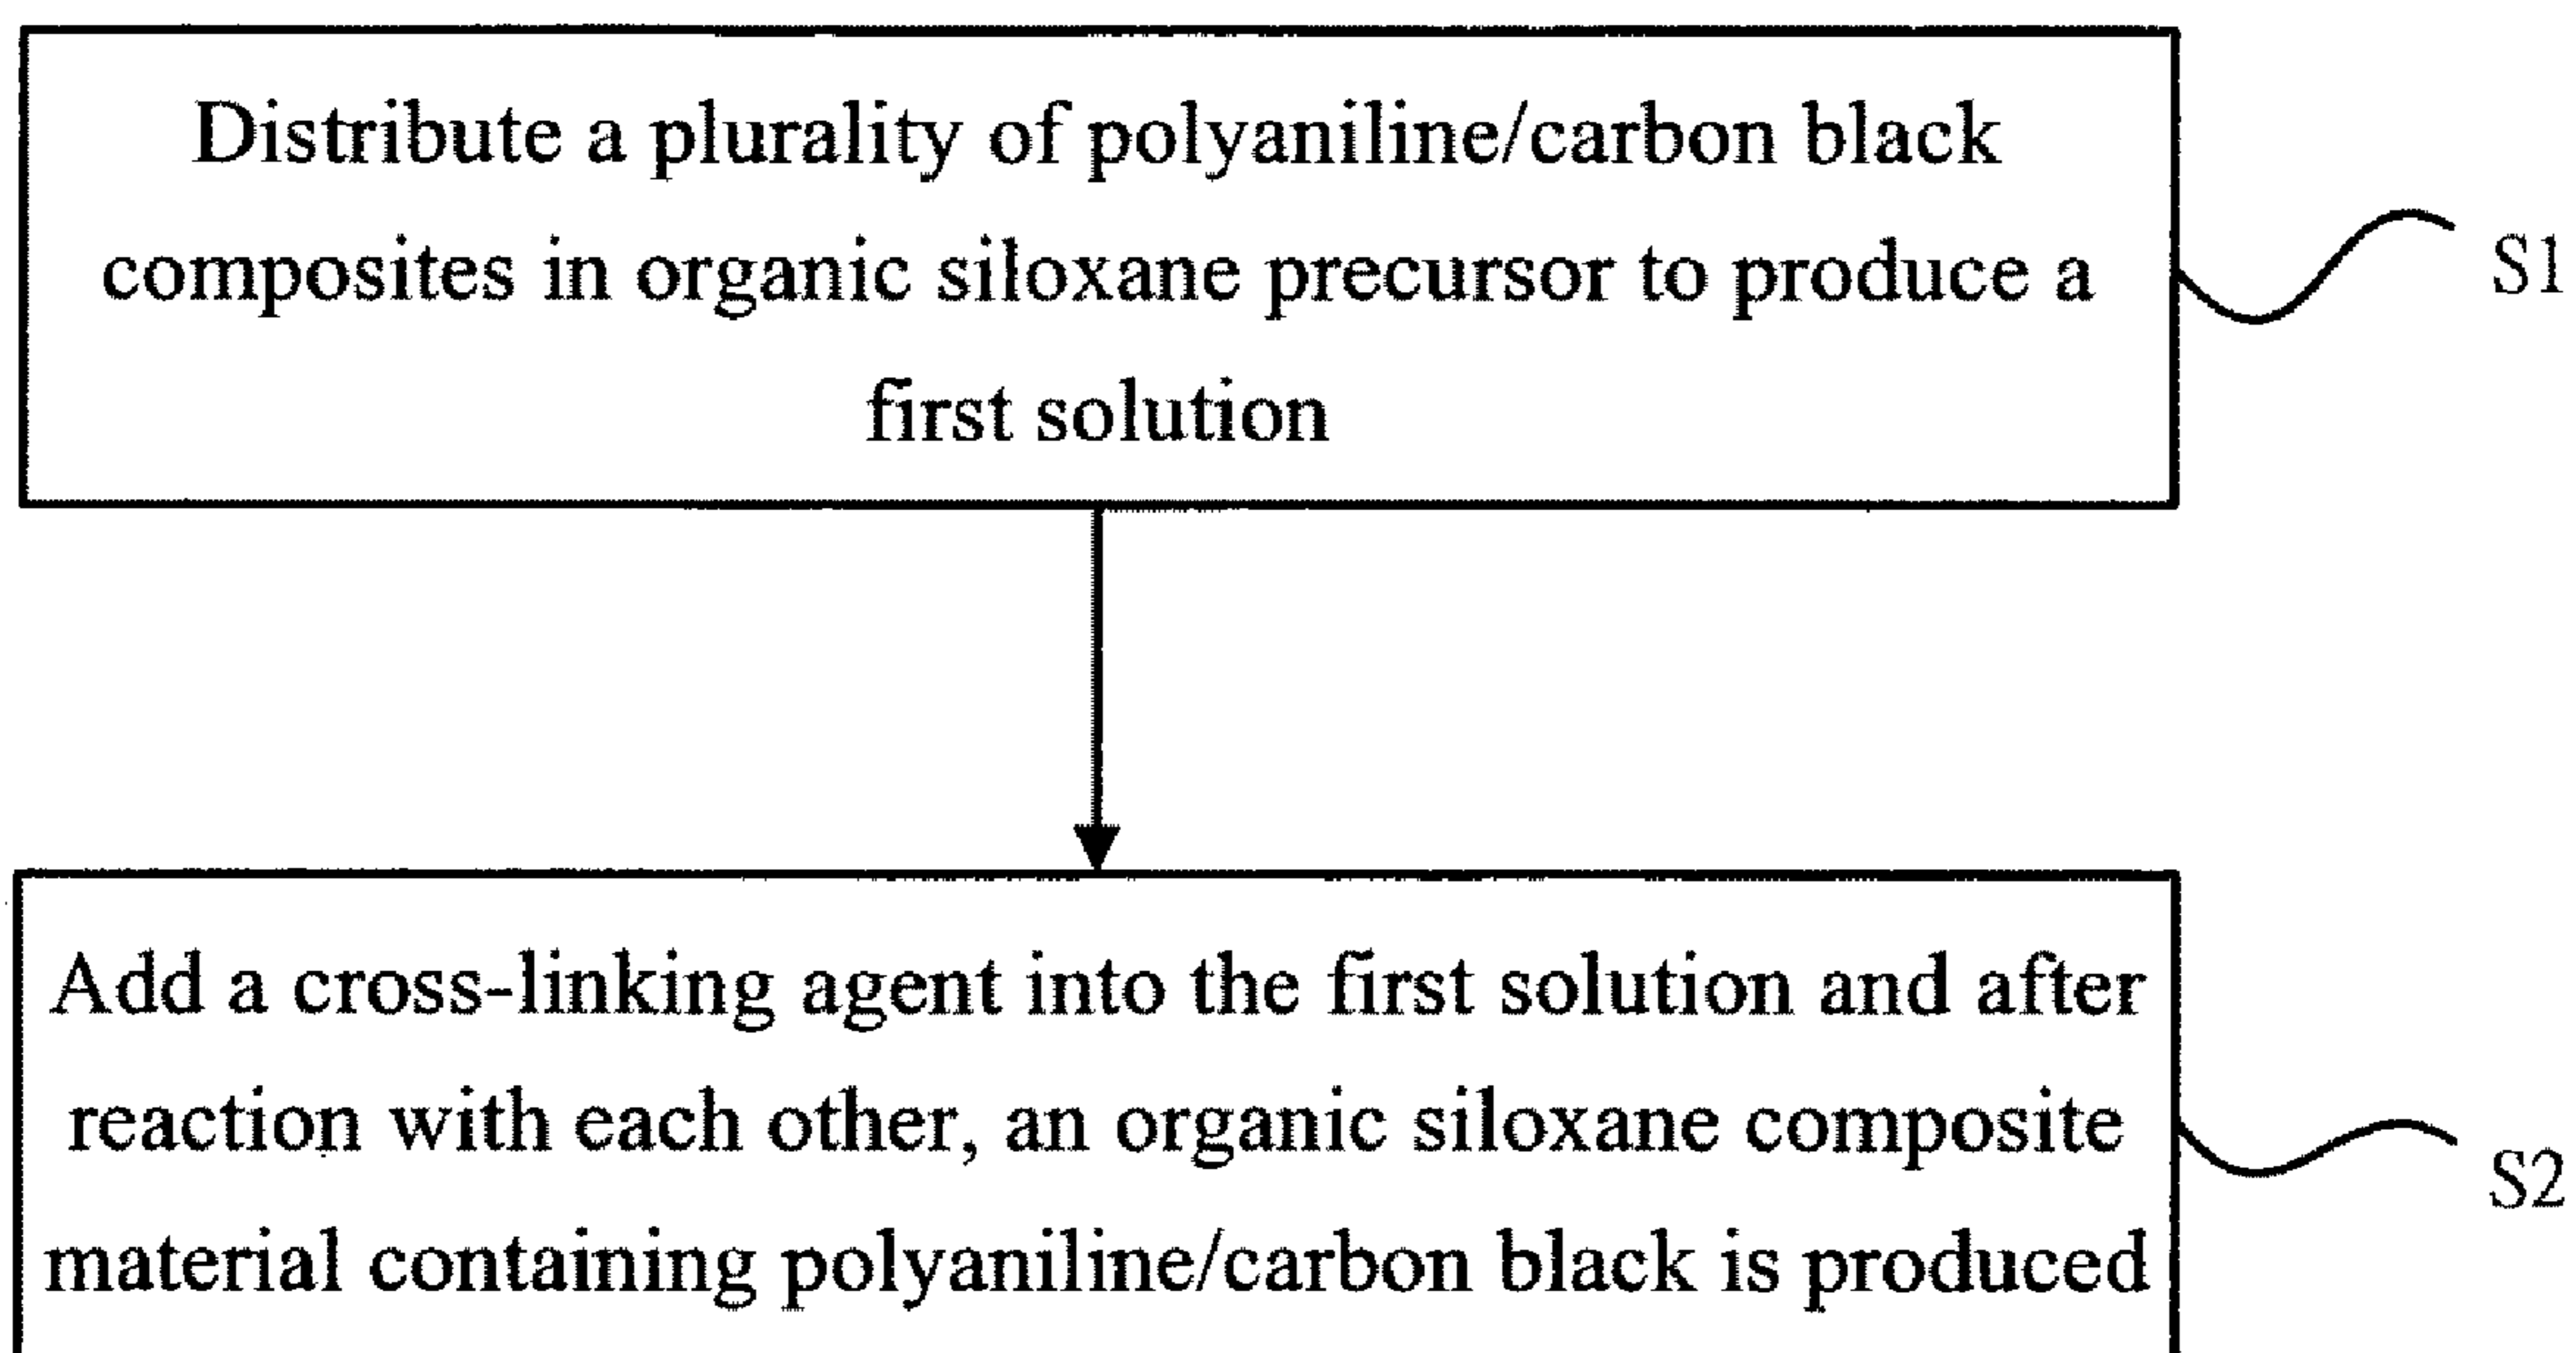 Distribute a plurality of polyaniline/carbon black
composites in organic siloxane precursor to produce a
first solution
S1
Add a cross-linking agent into the first solution and after
reaction with each other, an organic siloxane composite
material containing polyaniline/carbon black is produced
S2